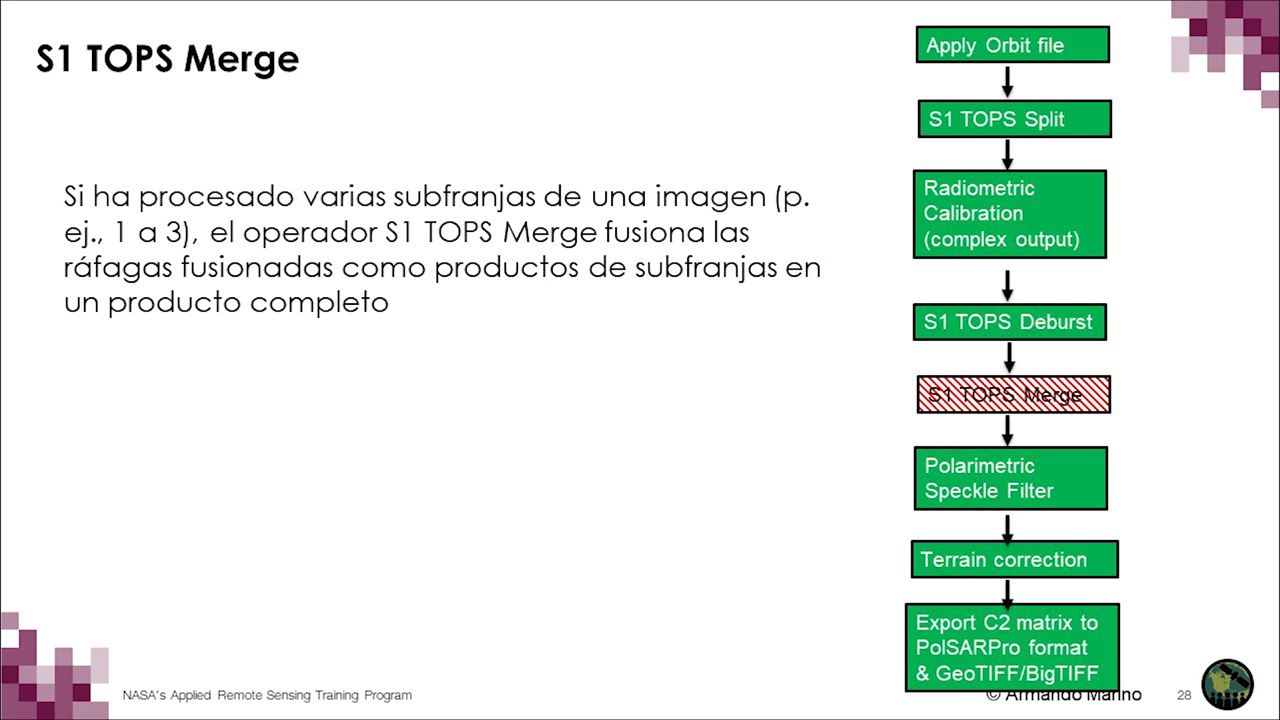 S1 TOPS Merge
Si ha procesado varias subfranjas de una imagen (p.
ej., 1 a 3), el operador S1 TOPS Merge fusiona las
ráfagas fusionadas como productos de subfranjas en
un producto completo
Apply Orbit file
S1 TOPS Split
Radiometric
Calibration
(complex output)
S1 TOPS Deburst
S1 TOPS Merge
Polarimetric
Speckle Filter
Terrain correction
Export C2 matrix to
PolSARPro format
& GeoTIFF/BigTIFF
NASA's Applied Remote Sensing Training Program
© Armando Marino
28